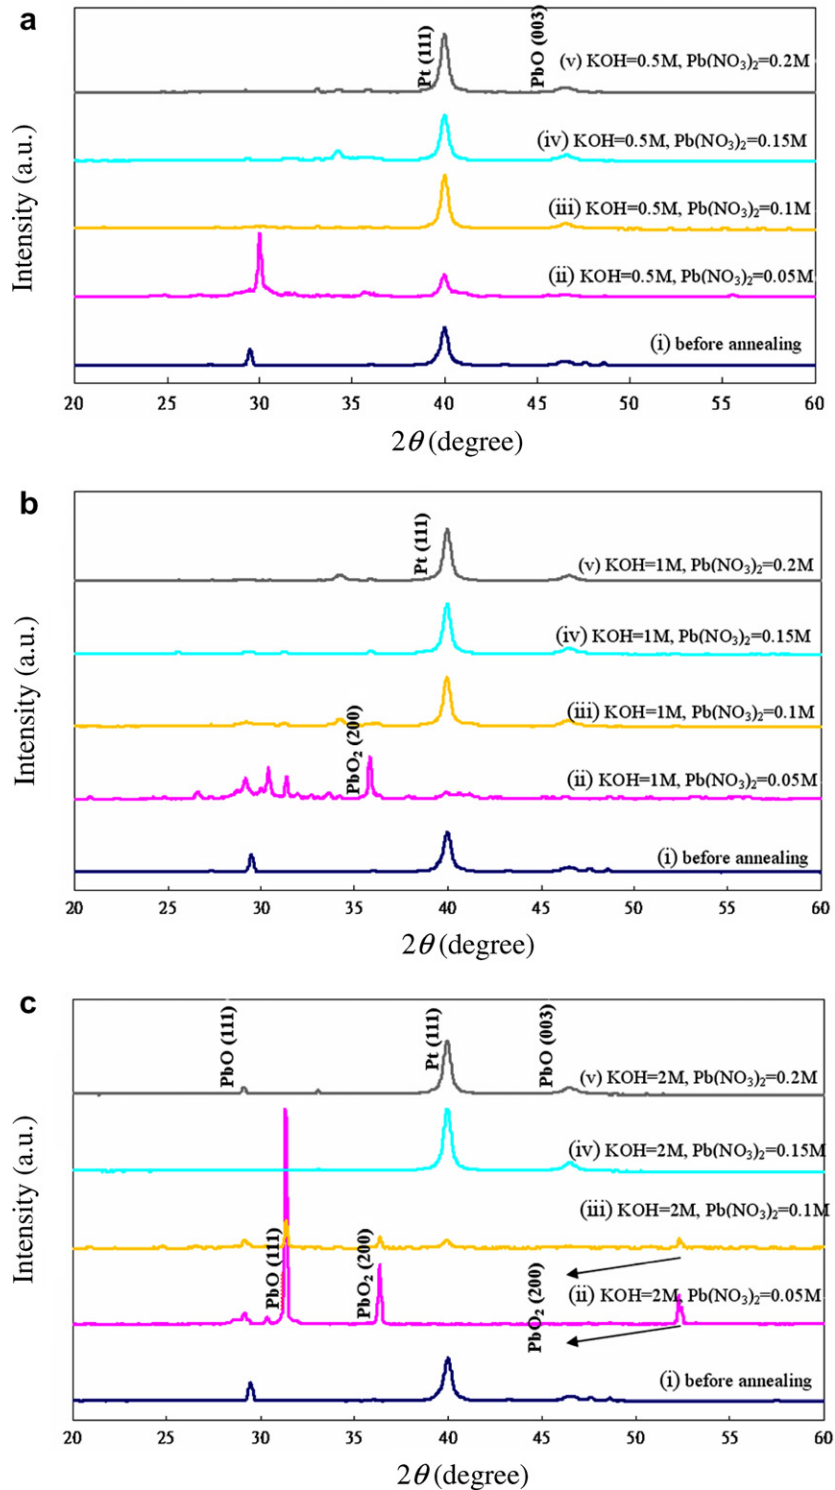 a
Pt (111)
PbO (003)
(v) KOH=0.5M, Pb(NO₃)₂=0.2M
(iv) KOH=0.5M, Pb(NO₃)₂=0.15M
(iii) KOH=0.5M, Pb(NO₃)₂=0.1M
(ii) KOH=0.5M, Pb(NO₃)₂=0.05M
(i) before annealing
Intensity (a.u.)
20 25 30 35 40 45 50 55 60
2θ (degree)
b
Pt (111)
(v) KOH=1M, Pb(NO₃)₂=0.2M
(iv) KOH=1M, Pb(NO₃)₂=0.15M
(iii) KOH=1M, Pb(NO₃)₂=0.1M
PbO₂ (200)
(ii) KOH=1M, Pb(NO₃)₂=0.05M
(i) before annealing
Intensity (a.u.)
20 25 30 35 40 45 50 55 60
2θ (degree)
c
PbO (111)
Pt (111)
PbO (003)
(v) KOH=2M, Pb(NO₃)₂=0.2M
(iv) KOH=2M, Pb(NO₃)₂=0.15M
(iii) KOH=2M, Pb(NO₃)₂=0.1M
PbO (111)
PbO₂ (200)
PbO₂ (200)
(ii) KOH=2M, Pb(NO₃)₂=0.05M
(i) before annealing
Intensity (a.u.)
20 25 30 35 40 45 50 55 60
2θ (degree)